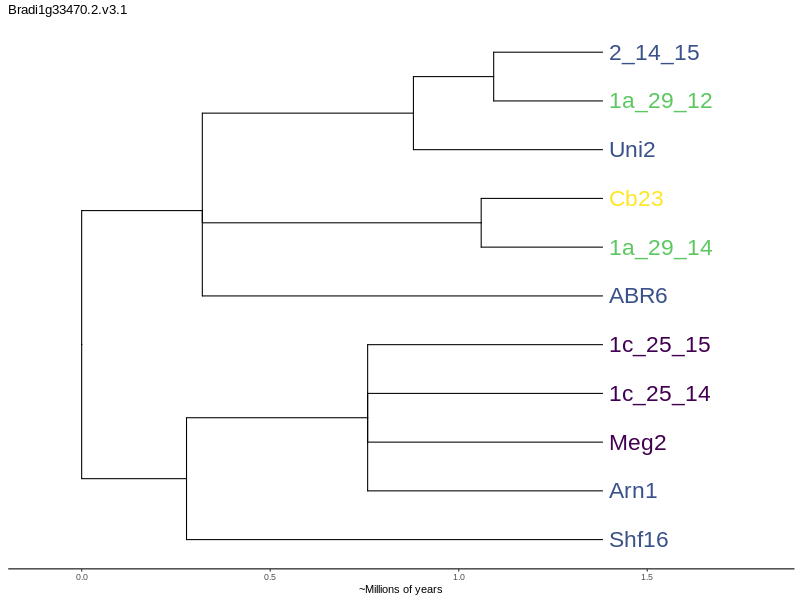 Bradi1g33470.2.v3.1
2_14_15
1a_29_12
Uni2
Cb23
1a_29_14
ABR6
1c_25_15
1c_25_14
Meg2
Arn1
Shf16
0.0 0.5 1.0 1.5
~Millions of years